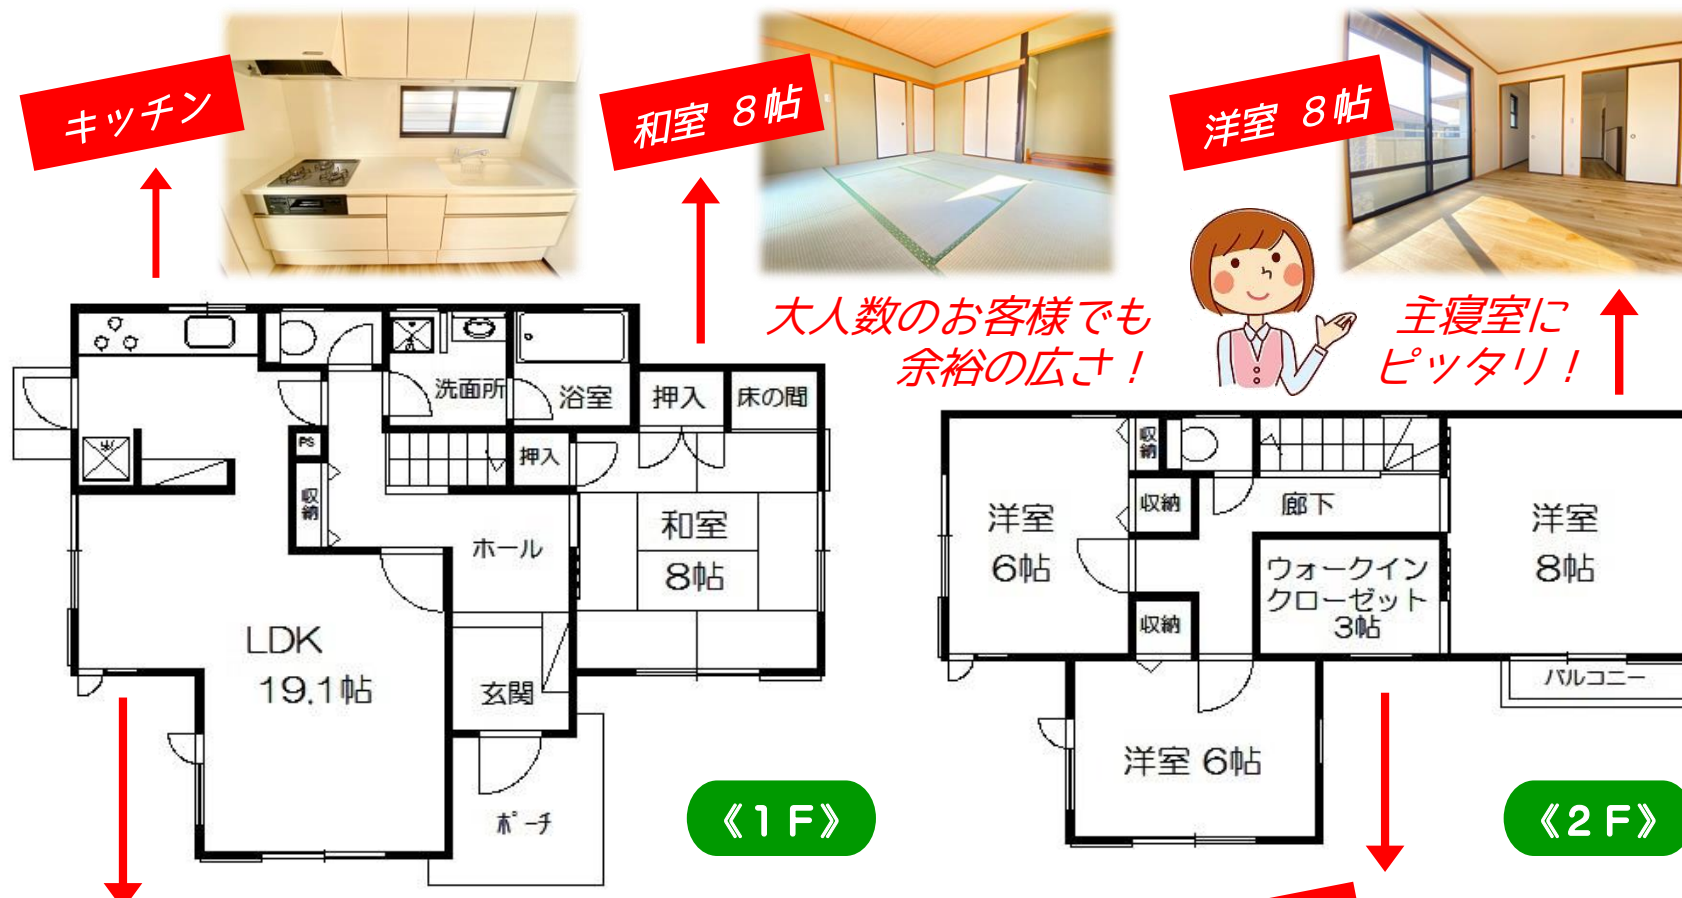 キッチン
和室 8帖
洋室 8帖
大人数のお客様でも
余裕の広さ！
主寝室に
ピッタリ！
洗面所
浴室
押入
床の間
PS
収納
押入
ホール
和室
8帖
LDK
19.1帖
玄関
ポーチ
《1F》
収納
洋室
6帖
収納
廊下
洋室
8帖
ウォークイン
クローゼット
3帖
収納
バルコニー
洋室 6帖
《2F》